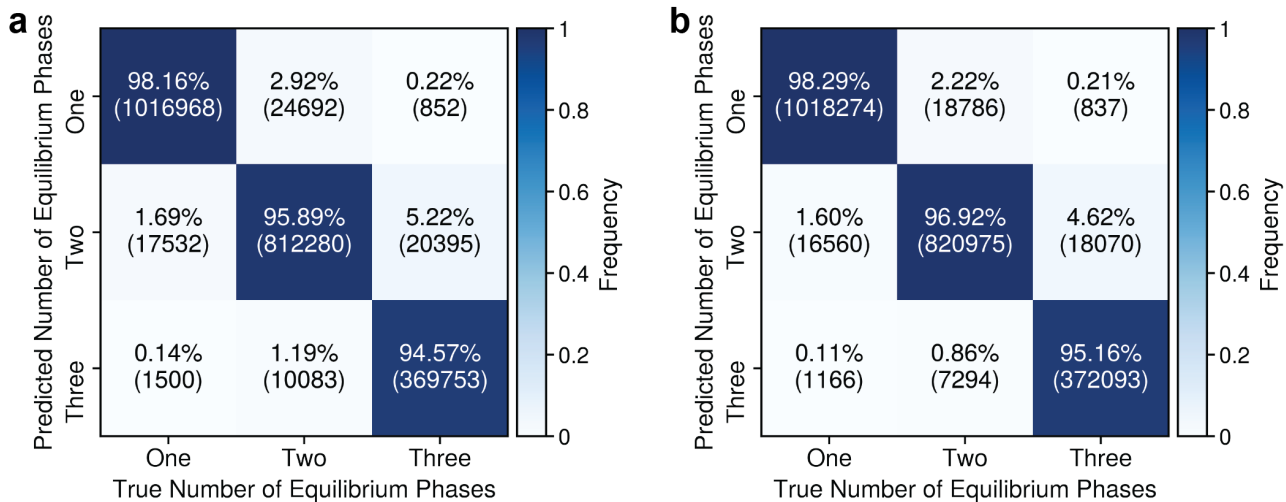 a
Predicted Number of Equilibrium Phases
One
Two
Three
98.16%
(1016968)
2.92%
(24692)
0.22%
(852)
1.69%
(17532)
95.89%
(812280)
5.22%
(20395)
0.14%
(1500)
1.19%
(10083)
94.57%
(369753)
One
Two
Three
True Number of Equilibrium Phases
1
0.8
0.6
0.4
0.2
0
Frequency
b
Predicted Number of Equilibrium Phases
One
Two
Three
98.29%
(1018274)
2.22%
(18786)
0.21%
(837)
1.60%
(16560)
96.92%
(820975)
4.62%
(18070)
0.11%
(1166)
0.86%
(7294)
95.16%
(372093)
One
Two
Three
True Number of Equilibrium Phases
1
0.8
0.6
0.4
0.2
0
Frequency